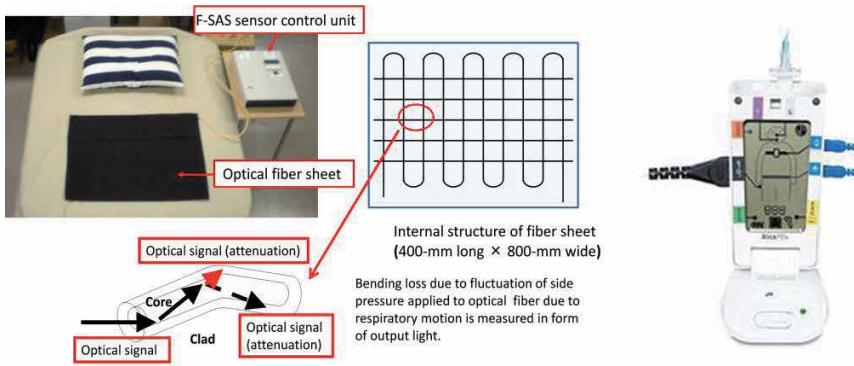 F-SAS sensor control unit
Optical fiber sheet
Internal structure of fiber sheet
(400-mm long × 800-mm wide)
Bending loss due to fluctuation of side
pressure applied to optical fiber due to
respiratory motion is measured in form
of output light.
Optical signal (attenuation)
Core
Optical signal
(attenuation)
Clad
Optical signal